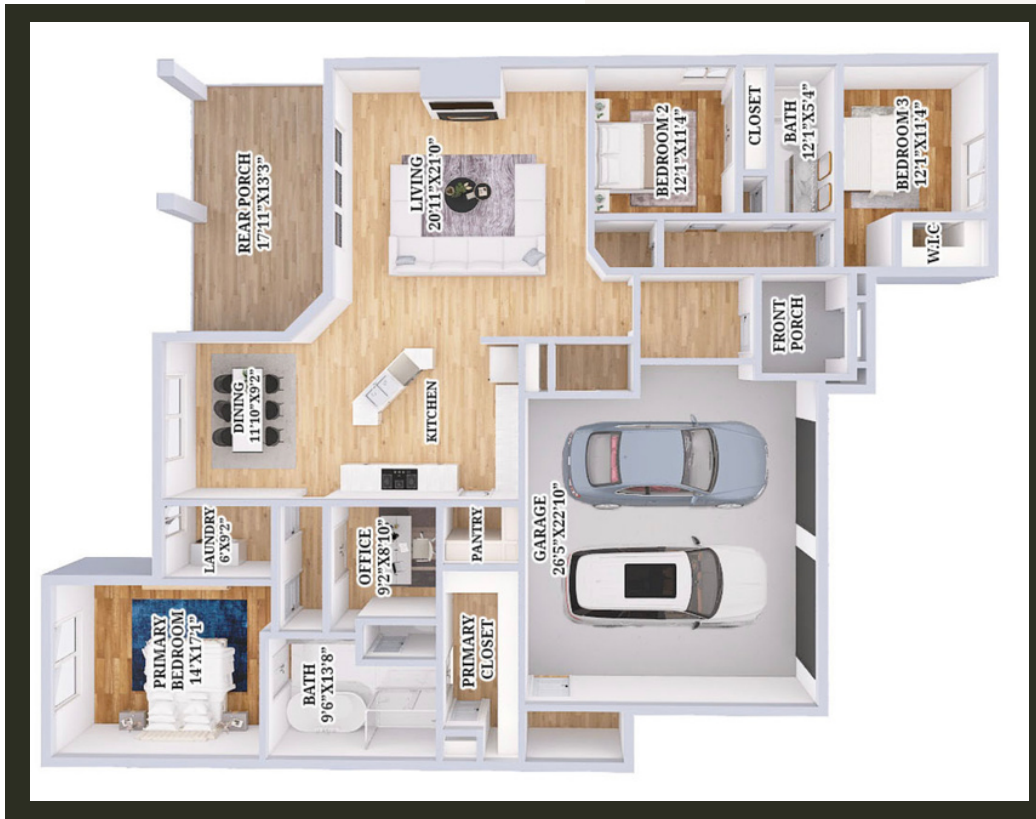 REAR PORCH
17'11"X13'3"
LIVING
20'11"X21'0"
BEDROOM 2
12'1"X11'4"
CLOSET
BATH
12'1"X5'4"
BEDROOM 3
12'1"X11'4"
W.I.C
FRONT
PORCH
DINING
11'10"X9'2"
KITCHEN
LAUNDRY
6'X9'2"
OFFICE
9'2"X8'10"
PANTRY
GARAGE
26'5"X22'10"
PRIMARY
BEDROOM
14'X17'1"
BATH
9'6"X13'8"
PRIMARY
CLOSET